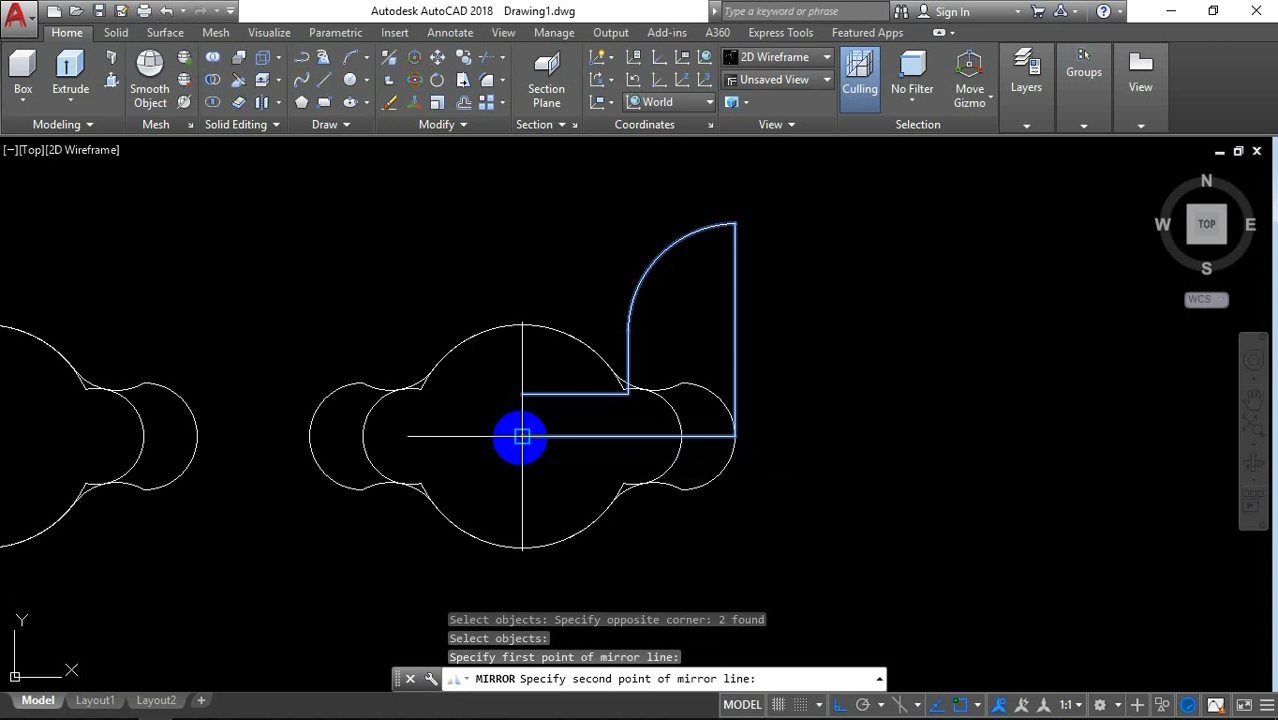 Autodesk AutoCAD 2018 Drawing1.dwg
Type a keyword or phrase
Sign In
Home Solid Surface Mesh Visualize Parametric Insert Annotate View Manage Output Add-ins A360 Express Tools Featured Apps
2D Wireframe
Unsaved View
World
Box
Extrude
Smooth
Object
Section
Plane
Culling
No Filter
Move
Gizmo
Layers
Groups
View
Modeling Mesh Solid Editing Draw Modify Section Coordinates View Selection
[−][Top][2D Wireframe]
N
W TOP E
S
WCS
Select objects: Specify opposite corner: 2 found
Select objects:
Specify first point of mirror line:
MIRROR Specify second point of mirror line:
Y
X
Model Layout1 Layout2 +
MODEL
1:1